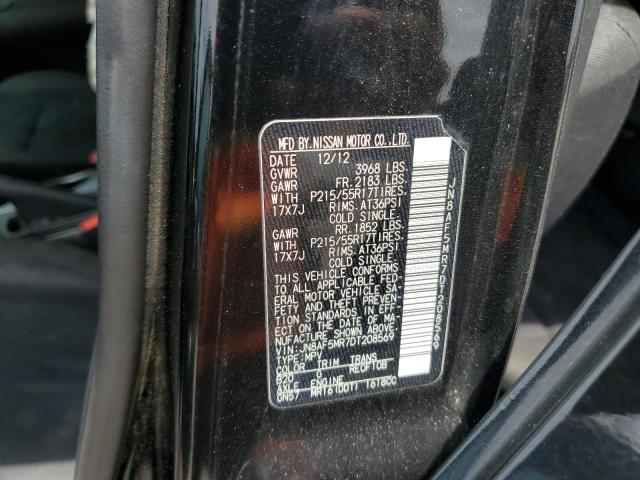 MFD BY.NISSAN MOTOR CO.,LTD.
DATE 12/12
GVWR 3968 LBS.
GAWR FR.2183 LBS.
WITH P215/55R17TIRES.
17X7J RIMS AT36PSI
COLD SINGLE.
GAWR RR.1852 LBS.
WITH P215/55R17TIRES.
17X7J RIMS AT36PSI
COLD SINGLE.
THIS VEHICLE CONFORMS
TO ALL APPLICABLE FED-
ERAL MOTOR VEHICLE SA-
FETY AND THEFT PREVEN-
TION STANDARDS IN EFF-
ECT ON THE DATE OF MA-
NUFACTURE SHOWN ABOVE.
VIN:JN8AF5MR7DT208569
TYPE:MPV
COLOR TRIM TRANS
B20 G RE0F10B
AXLE ENGINE
GN57 MR16(DDT) 1618CC
JN8AF5MR7DT208569